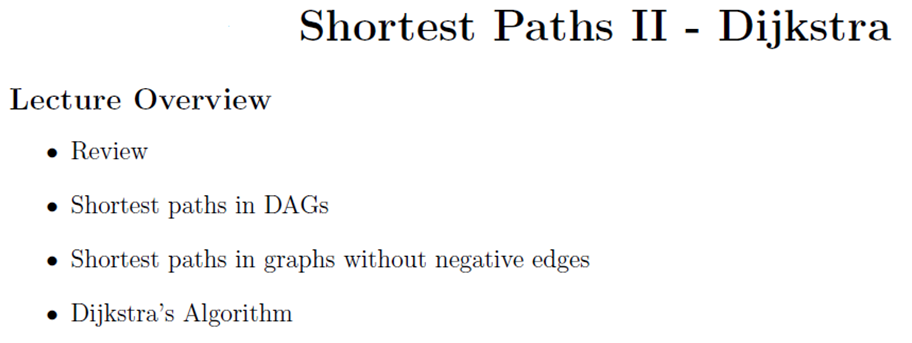 Shortest Paths II - Dijkstra
Lecture Overview
• Review
• Shortest paths in DAGs
• Shortest paths in graphs without negative edges
• Dijkstra's Algorithm